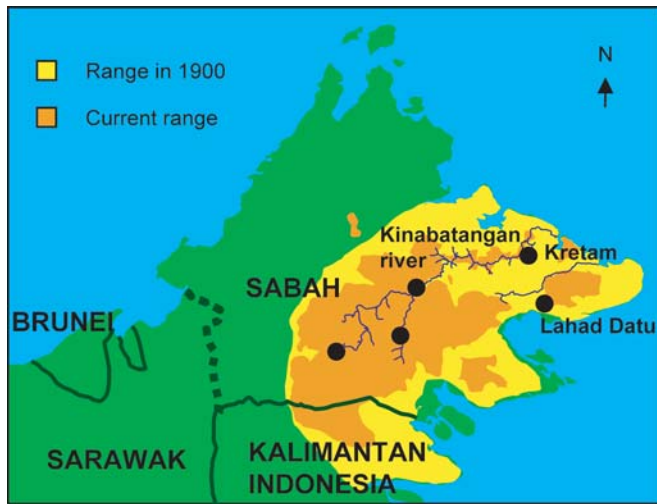 Range in 1900
Current range
N
Kinabatangan
river
Kretam
SABAH
Lahad Datu
BRUNEI
SARAWAK
KALIMANTAN
INDONESIA